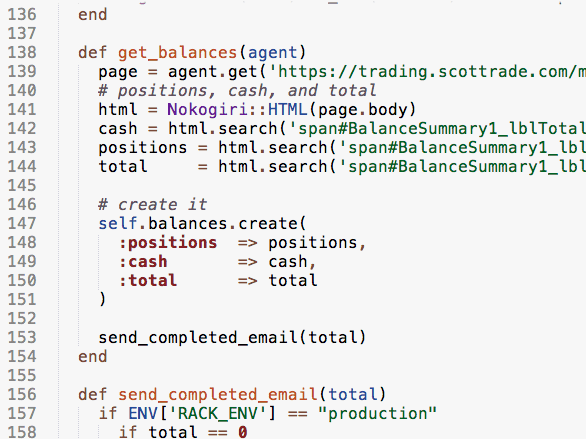 136 end
137
138 def get_balances(agent)
139 page = agent.get('https://trading.scottrade.com/m
140 # positions, cash, and total
141 html = Nokogiri::HTML(page.body)
142 cash = html.search('span#BalanceSummary1_lblTotal
143 positions = html.search('span#BalanceSummary1_lbl
144 total     = html.search('span#BalanceSummary1_lbl
145
146 # create it
147 self.balances.create(
148 :positions  => positions,
149 :cash       => cash,
150 :total      => total
151 )
152
153 send_completed_email(total)
154 end
155
156 def send_completed_email(total)
157 if ENV['RACK_ENV'] == "production"
158 if total == 0